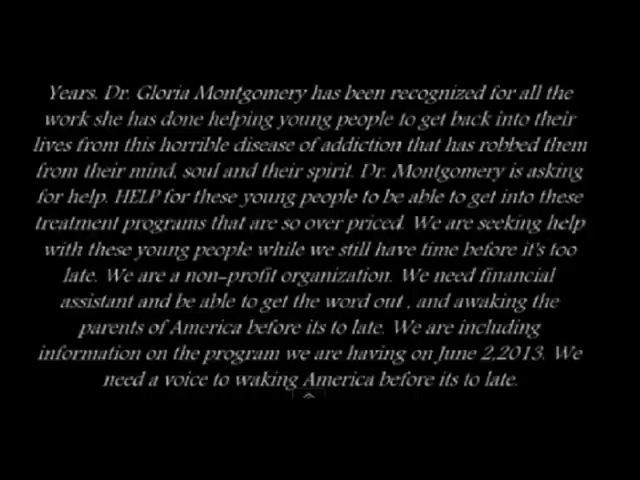 Years. Dr. Gloria Montgomery has been recognized for all the
work she has done helping young people to get back into their
lives from this horrible disease of addiction that has robbed them
from their mind, soul and their spirit. Dr. Montgomery is asking
for help. HELP for these young people to be able to get into these
treatment programs that are so over priced. We are seeking help
with these young people while we still have time before it's too
late. We are a non-profit organization. We need financial
assistant and be able to get the word out , and awaking the
parents of America before its to late. We are including
information on the program we are having on June 2,2013. We
need a voice to waking America before its to late.